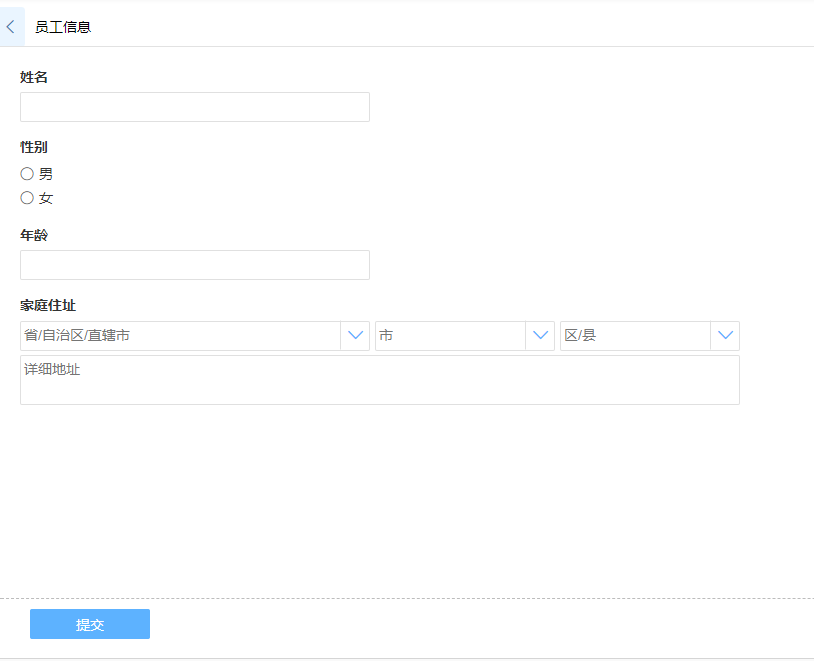 员工信息
姓名
性别
男
女
年龄
家庭住址
省/自治区/直辖市 市 区/县
详细地址
提交